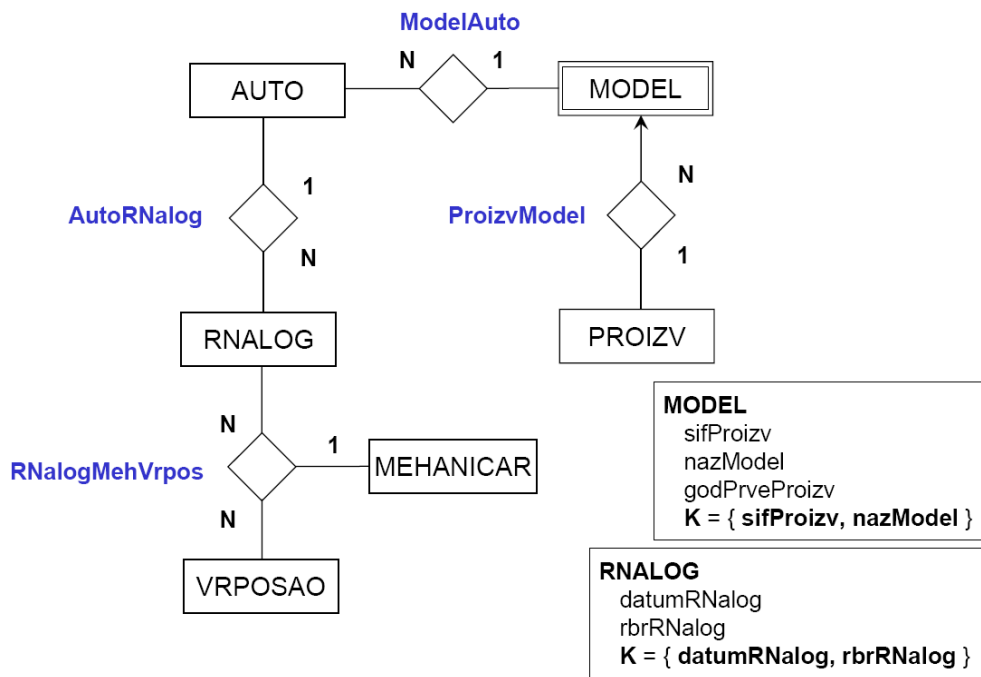 ModelAuto
N 1
AUTO
MODEL
1
N
AutoRNalog
ProizvModel
N
1
RNALOG
PROIZV
N
1
RNalogMehVrpos
MEHANICAR
N
VRPOSAO
MODEL
sifProizv
nazModel
godPrveProizv
K = { sifProizv, nazModel }
RNALOG
datumRNalog
rbrRNalog
K = { datumRNalog, rbrRNalog }